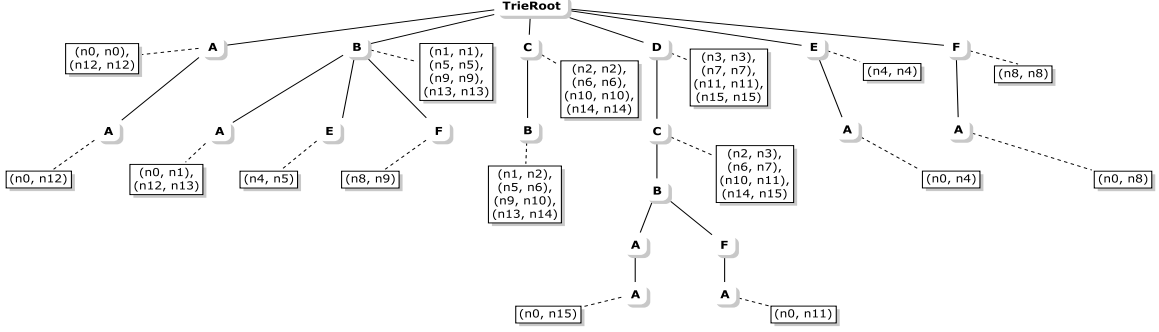 TrieRoot
A
B
C
D
E
F
(n0, n0),
(n12, n12)
(n1, n1),
(n5, n5),
(n9, n9),
(n13, n13)
(n2, n2),
(n6, n6),
(n10, n10),
(n14, n14)
(n3, n3),
(n7, n7),
(n11, n11),
(n15, n15)
(n4, n4)
(n8, n8)
A
A
E
F
B
C
A
A
(n0, n12)
(n0, n1),
(n12, n13)
(n4, n5)
(n8, n9)
(n1, n2),
(n5, n6),
(n9, n10),
(n13, n14)
(n2, n3),
(n6, n7),
(n10, n11),
(n14, n15)
(n0, n4)
(n0, n8)
B
A
F
A
A
(n0, n15)
(n0, n11)